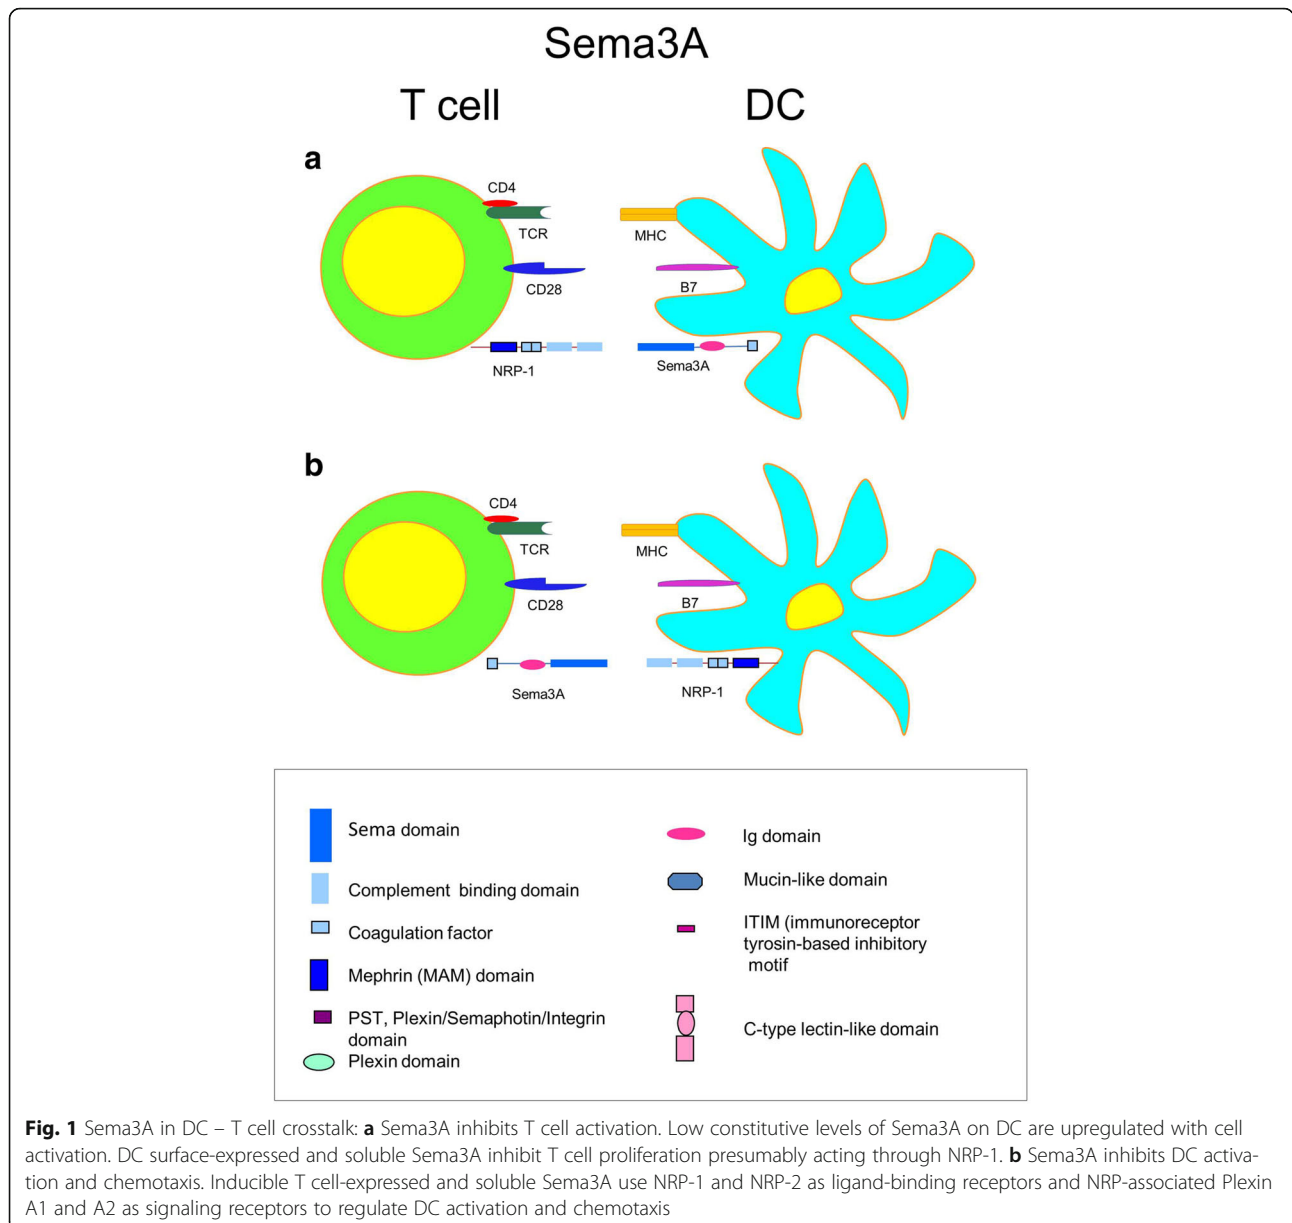 Sema3A
T cell DC
a
CD4
TCR
MHC
CD28
B7
NRP-1
Sema3A
b
CD4
TCR
MHC
CD28
B7
Sema3A
NRP-1
Sema domain
Complement binding domain
Coagulation factor
Mephrin (MAM) domain
PST, Plexin/Semaphotin/Integrin
domain
Plexin domain
Ig domain
Mucin-like domain
ITIM (immunoreceptor
tyrosin-based inhibitory
motif
C-type lectin-like domain
Fig. 1 Sema3A in DC – T cell crosstalk: a Sema3A inhibits T cell activation. Low constitutive levels of Sema3A on DC are upregulated with cell
activation. DC surface-expressed and soluble Sema3A inhibit T cell proliferation presumably acting through NRP-1. b Sema3A inhibits DC activa-
tion and chemotaxis. Inducible T cell-expressed and soluble Sema3A use NRP-1 and NRP-2 as ligand-binding receptors and NRP-associated Plexin
A1 and A2 as signaling receptors to regulate DC activation and chemotaxis